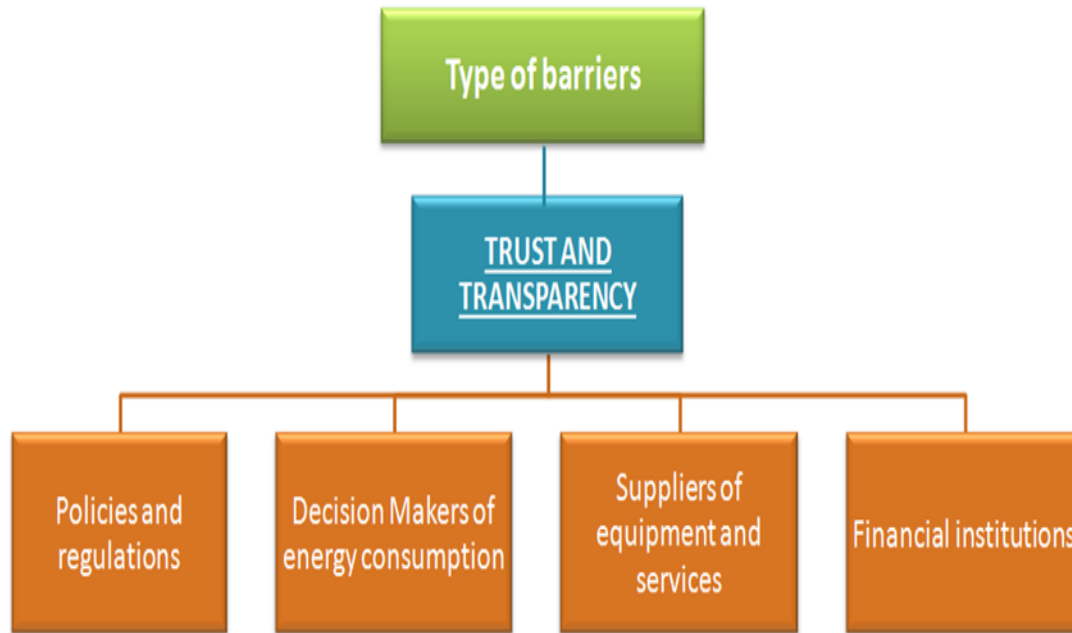 Type of barriers
TRUST AND
TRANSPARENCY
Policies and
regulations
Decision Makers of
energy consumption
Suppliers of
equipment and
services
Financial institutions